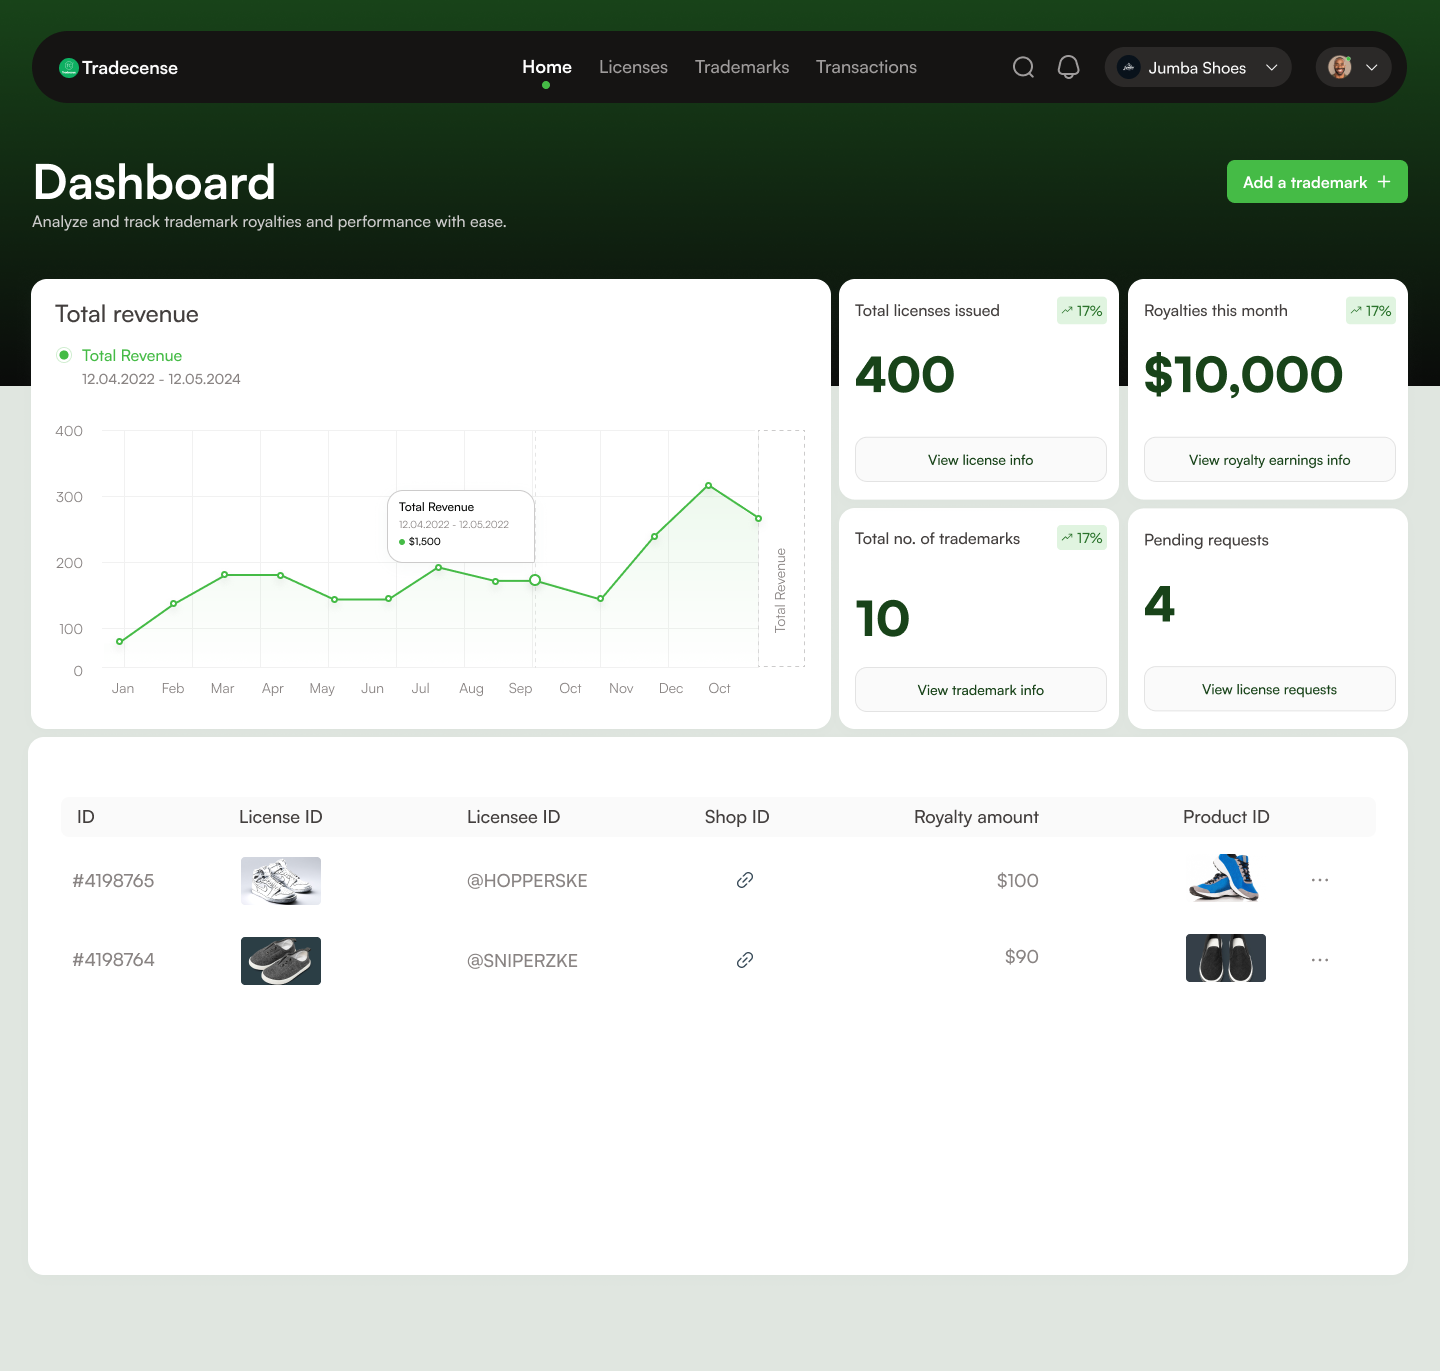 Tradecense
Home
Licenses
Trademarks
Transactions
Jumba Shoes
Dashboard
Analyze and track trademark royalties and performance with ease.
Add a trademark
Total revenue
Total Revenue
12.04.2022 - 12.05.2024
400
300
200
100
0
Total Revenue
12.04.2022 - 12.05.2022
$1,500
Total Revenue
Jan
Feb
Mar
Apr
May
Jun
Jul
Aug
Sep
Oct
Nov
Dec
Oct
Total licenses issued
17%
400
View license info
Royalties this month
17%
$10,000
View royalty earnings info
Total no. of trademarks
17%
10
View trademark info
Pending requests
4
View license requests
ID
License ID
Licensee ID
Shop ID
Royalty amount
Product ID
#4198765
@HOPPERSKE
$100
#4198764
@SNIPERZKE
$90